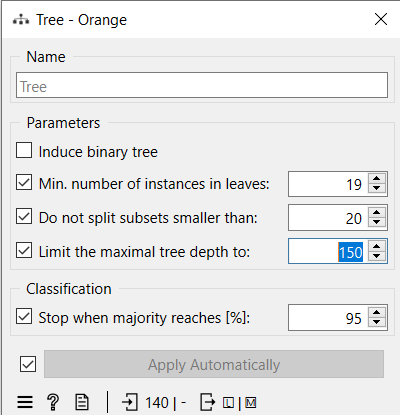 Tree - Orange
Name
Tree
Parameters
Induce binary tree
Min. number of instances in leaves: 19
Do not split subsets smaller than: 20
Limit the maximal tree depth to: 150
Classification
Stop when majority reaches [%]: 95
Apply Automatically
? 140 | - L | M